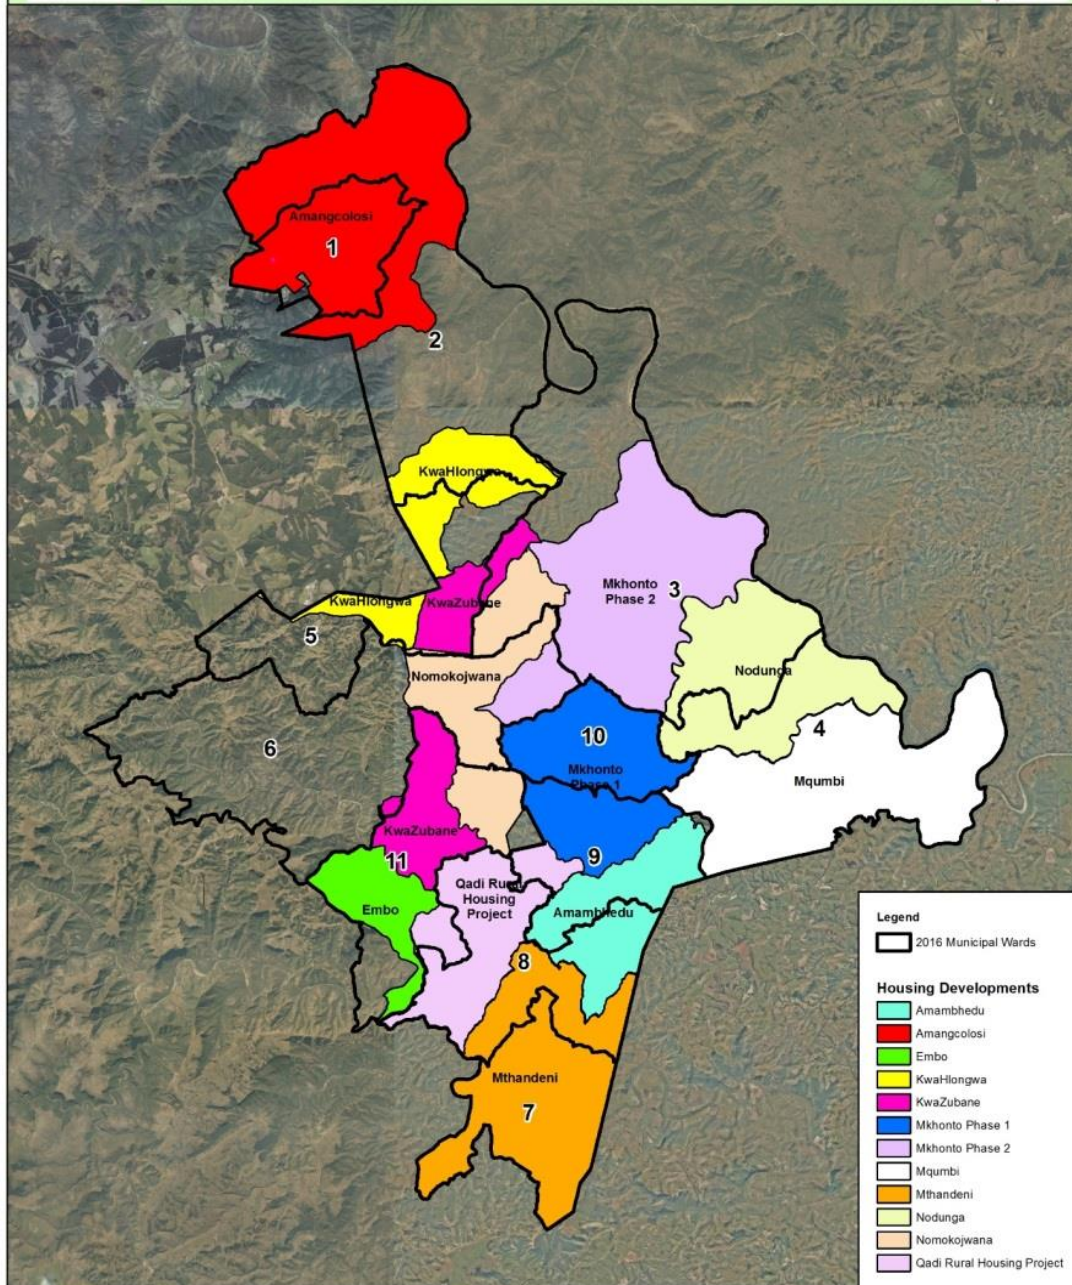 Amangcolosi
1
2
KwaHlongwa
KwaHlongwa
KwaZubane
5
Mkhonto
Phase 2
3
Nodunga
Nomokojwana
4
6
10
Mkhonto
Phase 1
Mqumbi
KwaZubane
11
9
Qadi Rural
Housing
Project
Embo
Amambhedu
8
Mthandeni
7
Legend
2016 Municipal Wards
Housing Developments
Amambhedu
Amangcolosi
Embo
KwaHlongwa
KwaZubane
Mkhonto Phase 1
Mkhonto Phase 2
Mqumbi
Mthandeni
Nodunga
Nomokojwana
Qadi Rural Housing Project